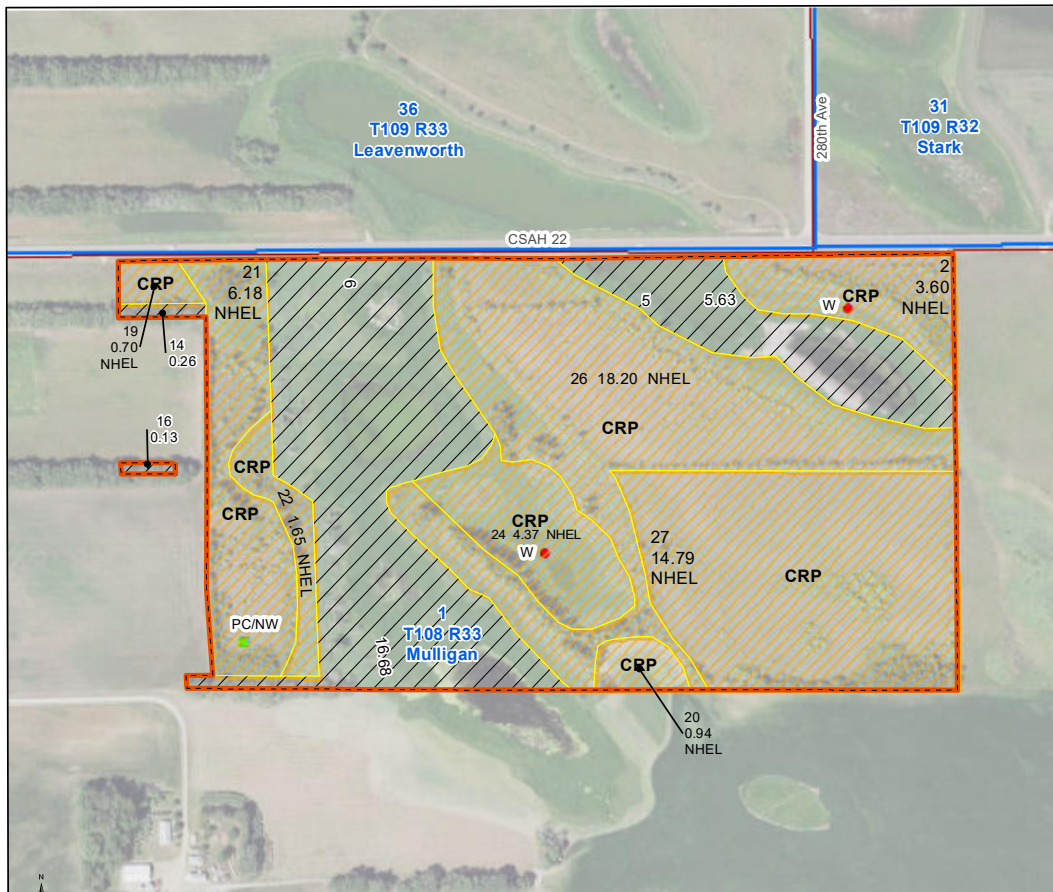 36
T109 R33
Leavenworth
280th Ave
31
T109 R32
Stark
CSAH 22
CRP
21
6.18
NHEL
6
5
5.63
2
CRP
3.60
NHEL
W
19
0.70
NHEL
14
0.26
26 18.20 NHEL
CRP
16
0.13
CRP
CRP
22 1.65 NHEL
CRP
24 4.37 NHEL
W
27
14.79
NHEL
CRP
PC/NW
1
T108 R33
Mulligan
16.68
CRP
20
0.94
NHEL
N